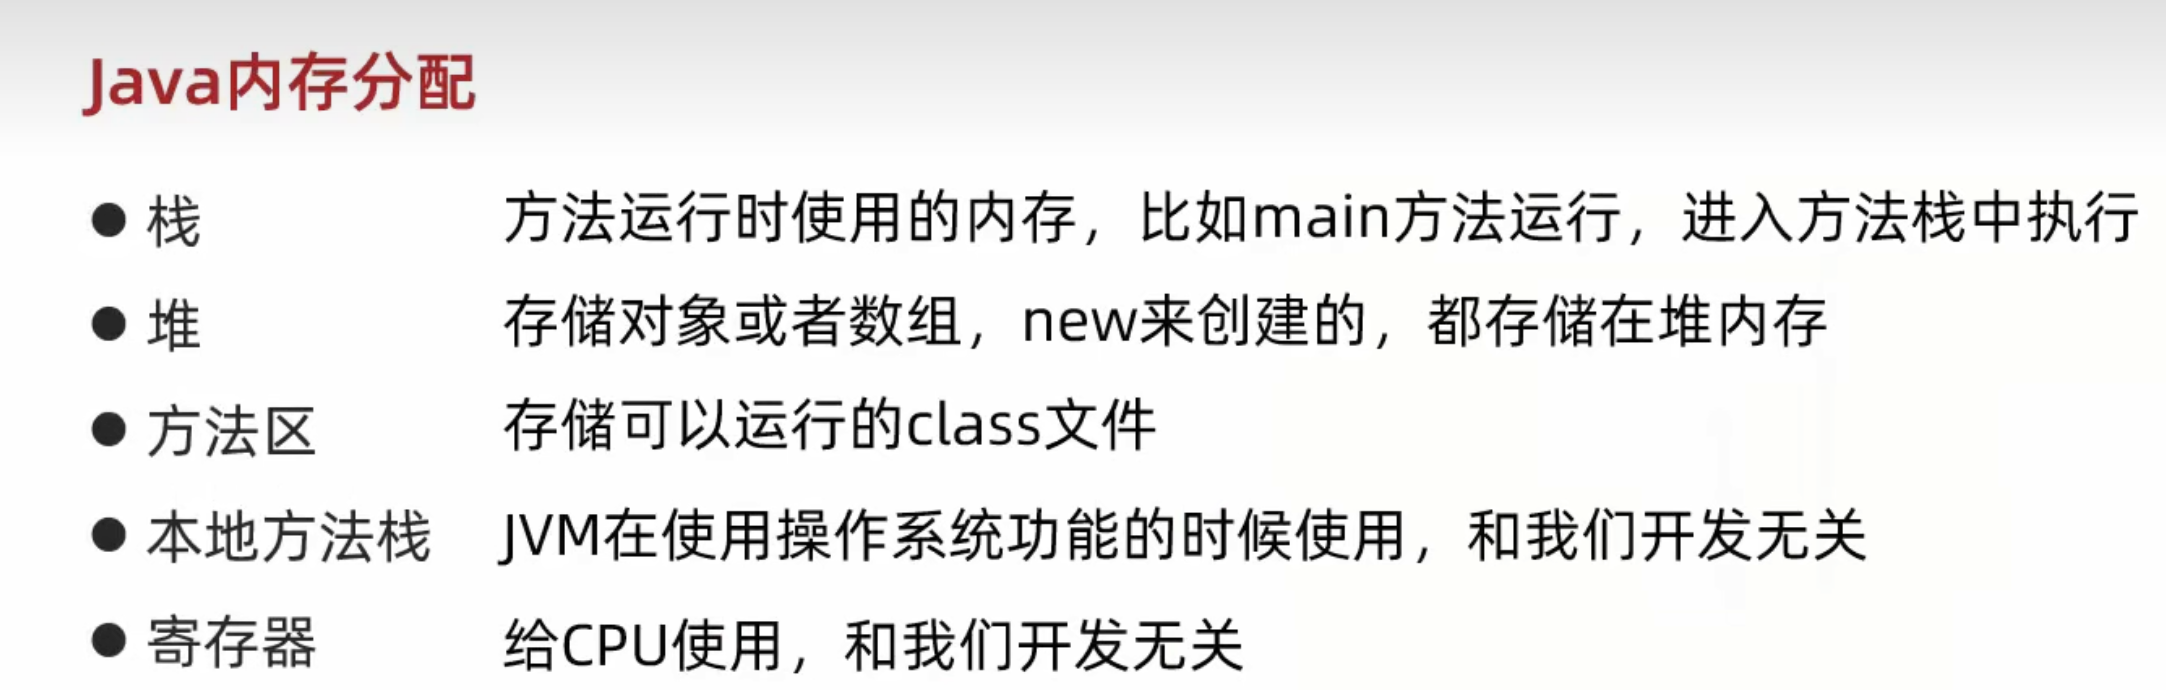 Java内存分配
● 栈 方法运行时使用的内存，比如main方法运行，进入方法栈中执行
● 堆 存储对象或者数组，new来创建的，都存储在堆内存
● 方法区 存储可以运行的class文件
● 本地方法栈 JVM在使用操作系统功能的时候使用，和我们开发无关
● 寄存器 给CPU使用，和我们开发无关